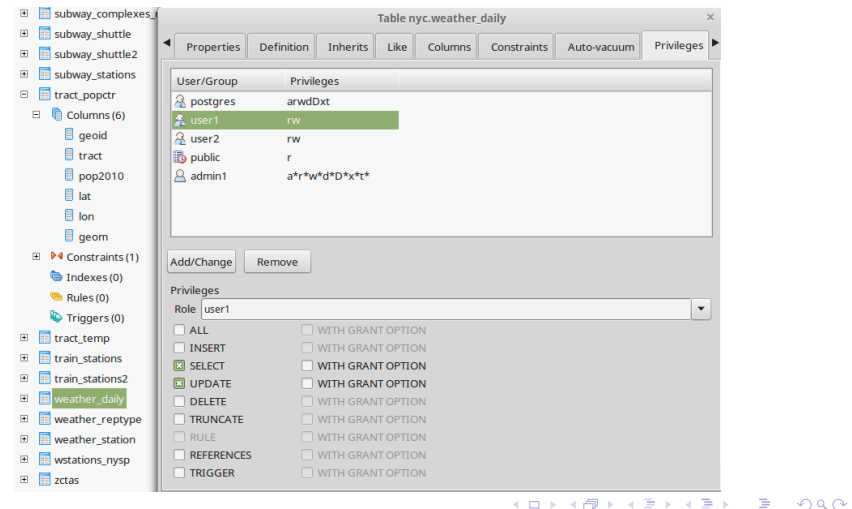 subway_complexes_
subway_shuttle
subway_shuttle2
subway_stations
tract_popctr
Columns (6)
geoid
tract
pop2010
lat
lon
geom
Constraints (1)
Indexes (0)
Rules (0)
Triggers (0)
tract_temp
train_stations
train_stations2
weather_daily
weather_reptype
weather_station
wstations_nysp
zctas
Table nyc.weather_daily
Properties Definition Inherits Like Columns Constraints Auto-vacuum Privileges
User/Group Privileges
postgres arwdDxt
user1 rw
user2 rw
public r
admin1 a*r*w*d*D*x*t*
Add/Change Remove
Privileges
Role user1
ALL WITH GRANT OPTION
INSERT WITH GRANT OPTION
SELECT WITH GRANT OPTION
UPDATE WITH GRANT OPTION
DELETE WITH GRANT OPTION
TRUNCATE WITH GRANT OPTION
RULE WITH GRANT OPTION
REFERENCES WITH GRANT OPTION
TRIGGER WITH GRANT OPTION